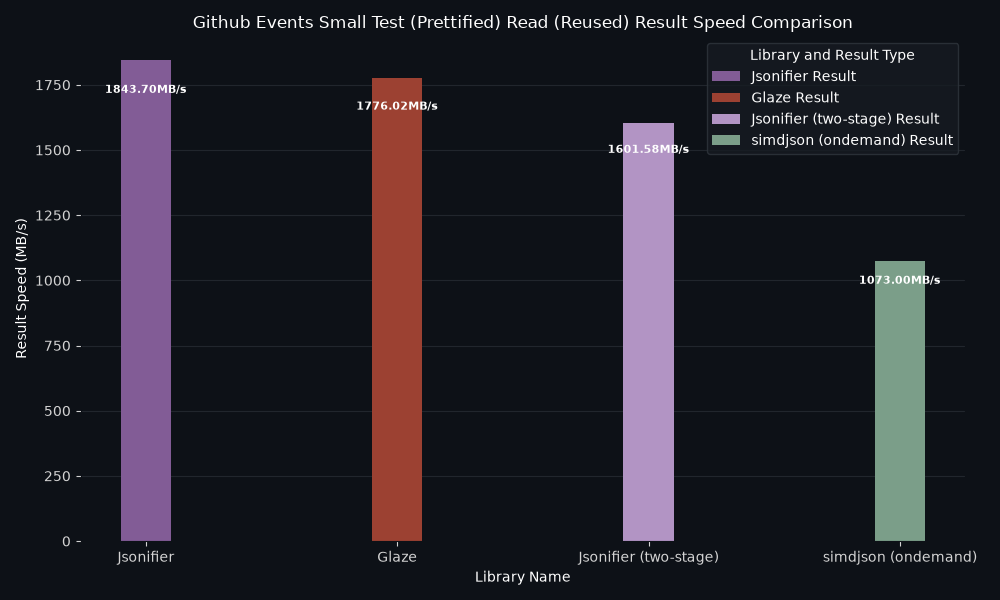 Github Events Small Test (Prettified) Read (Reused) Result Speed Comparison
Library and Result Type
Jsonifier Result
Glaze Result
Jsonifier (two-stage) Result
simdjson (ondemand) Result
1843.70MB/s
1776.02MB/s
1601.58MB/s
1073.00MB/s
Result Speed (MB/s)
1750
1500
1250
1000
750
500
250
0
Jsonifier
Glaze
Jsonifier (two-stage)
simdjson (ondemand)
Library Name